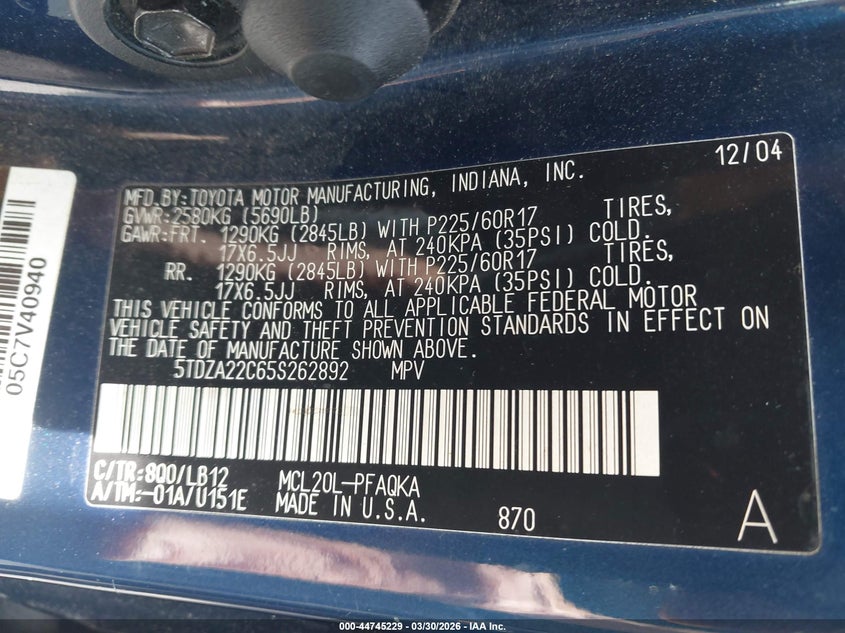 12/04
MFD.BY:TOYOTA MOTOR MANUFACTURING, INDIANA, INC.
GVWR:2580KG (5690LB)
GAWR:FRT. 1290KG (2845LB) WITH P225/60R17 TIRES,
17X6.5JJ RIMS, AT 240KPA (35PSI) COLD.
RR. 1290KG (2845LB) WITH P225/60R17 TIRES,
17X6.5JJ RIMS, AT 240KPA (35PSI) COLD.
THIS VEHICLE CONFORMS TO ALL APPLICABLE FEDERAL MOTOR
VEHICLE SAFETY AND THEFT PREVENTION STANDARDS IN EFFECT ON
THE DATE OF MANUFACTURE SHOWN ABOVE.
5TDZA22C65S262892 MPV
C/TR:8Q0/LB12 MCL20L-PFAQKA
A/TM:-01A/U151E MADE IN U.S.A. 870 A
05C7V40940
000-44745229 - 03/30/2026 - IAA Inc.